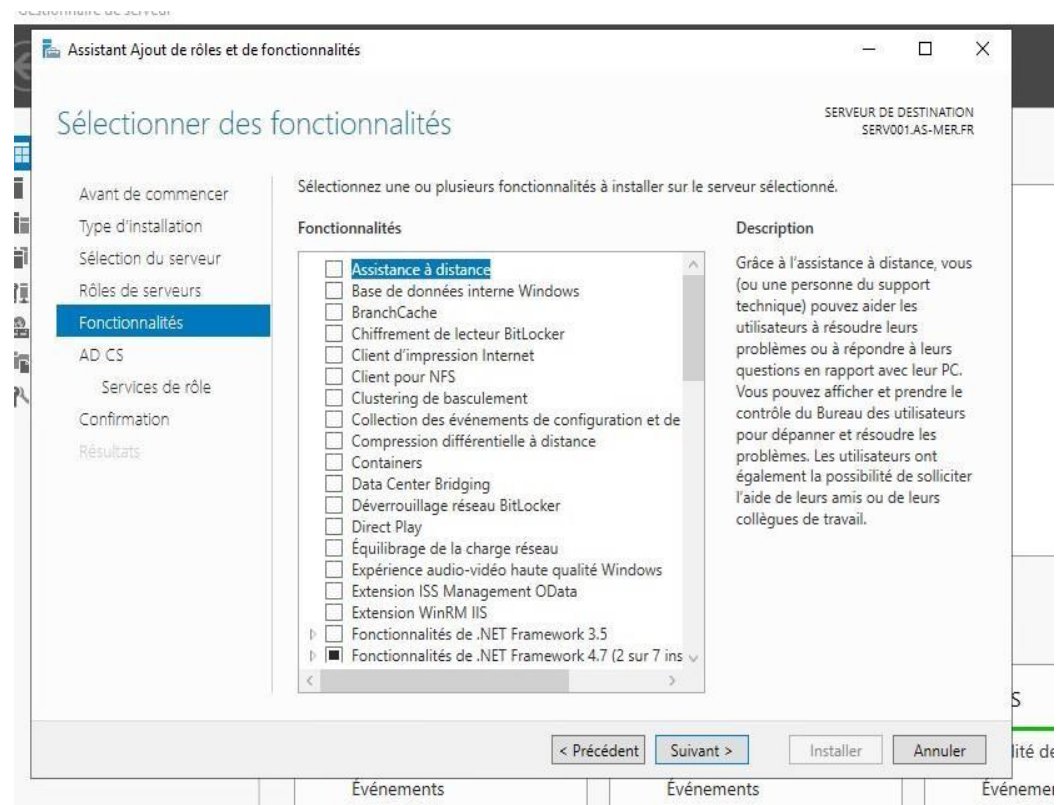 Gestionnaire de serveur
Assistant Ajout de rôles et de fonctionnalités
Sélectionner des fonctionnalités
SERVEUR DE DESTINATION
SERV001.AS-MER.FR
Avant de commencer
Type d'installation
Sélection du serveur
Rôles de serveurs
Fonctionnalités
AD CS
Services de rôle
Confirmation
Résultats
Sélectionnez une ou plusieurs fonctionnalités à installer sur le serveur sélectionné.
Fonctionnalités
Assistance à distance
Base de données interne Windows
BranchCache
Chiffrement de lecteur BitLocker
Client d'impression Internet
Client pour NFS
Clustering de basculement
Collection des événements de configuration et de
Compression différentielle à distance
Containers
Data Center Bridging
Déverrouillage réseau BitLocker
Direct Play
Équilibrage de la charge réseau
Expérience audio-vidéo haute qualité Windows
Extension ISS Management OData
Extension WinRM IIS
Fonctionnalités de .NET Framework 3.5
Fonctionnalités de .NET Framework 4.7 (2 sur 7 ins
Description
Grâce à l'assistance à distance, vous
(ou une personne du support
technique) pouvez aider les
utilisateurs à résoudre leurs
problèmes ou à répondre à leurs
questions en rapport avec leur PC.
Vous pouvez afficher et prendre le
contrôle du Bureau des utilisateurs
pour dépanner et résoudre les
problèmes. Les utilisateurs ont
également la possibilité de solliciter
l'aide de leurs amis ou de leurs
collègues de travail.
< Précédent
Suivant >
Installer
Annuler
S
lité de
Événements
Événements
Événemen